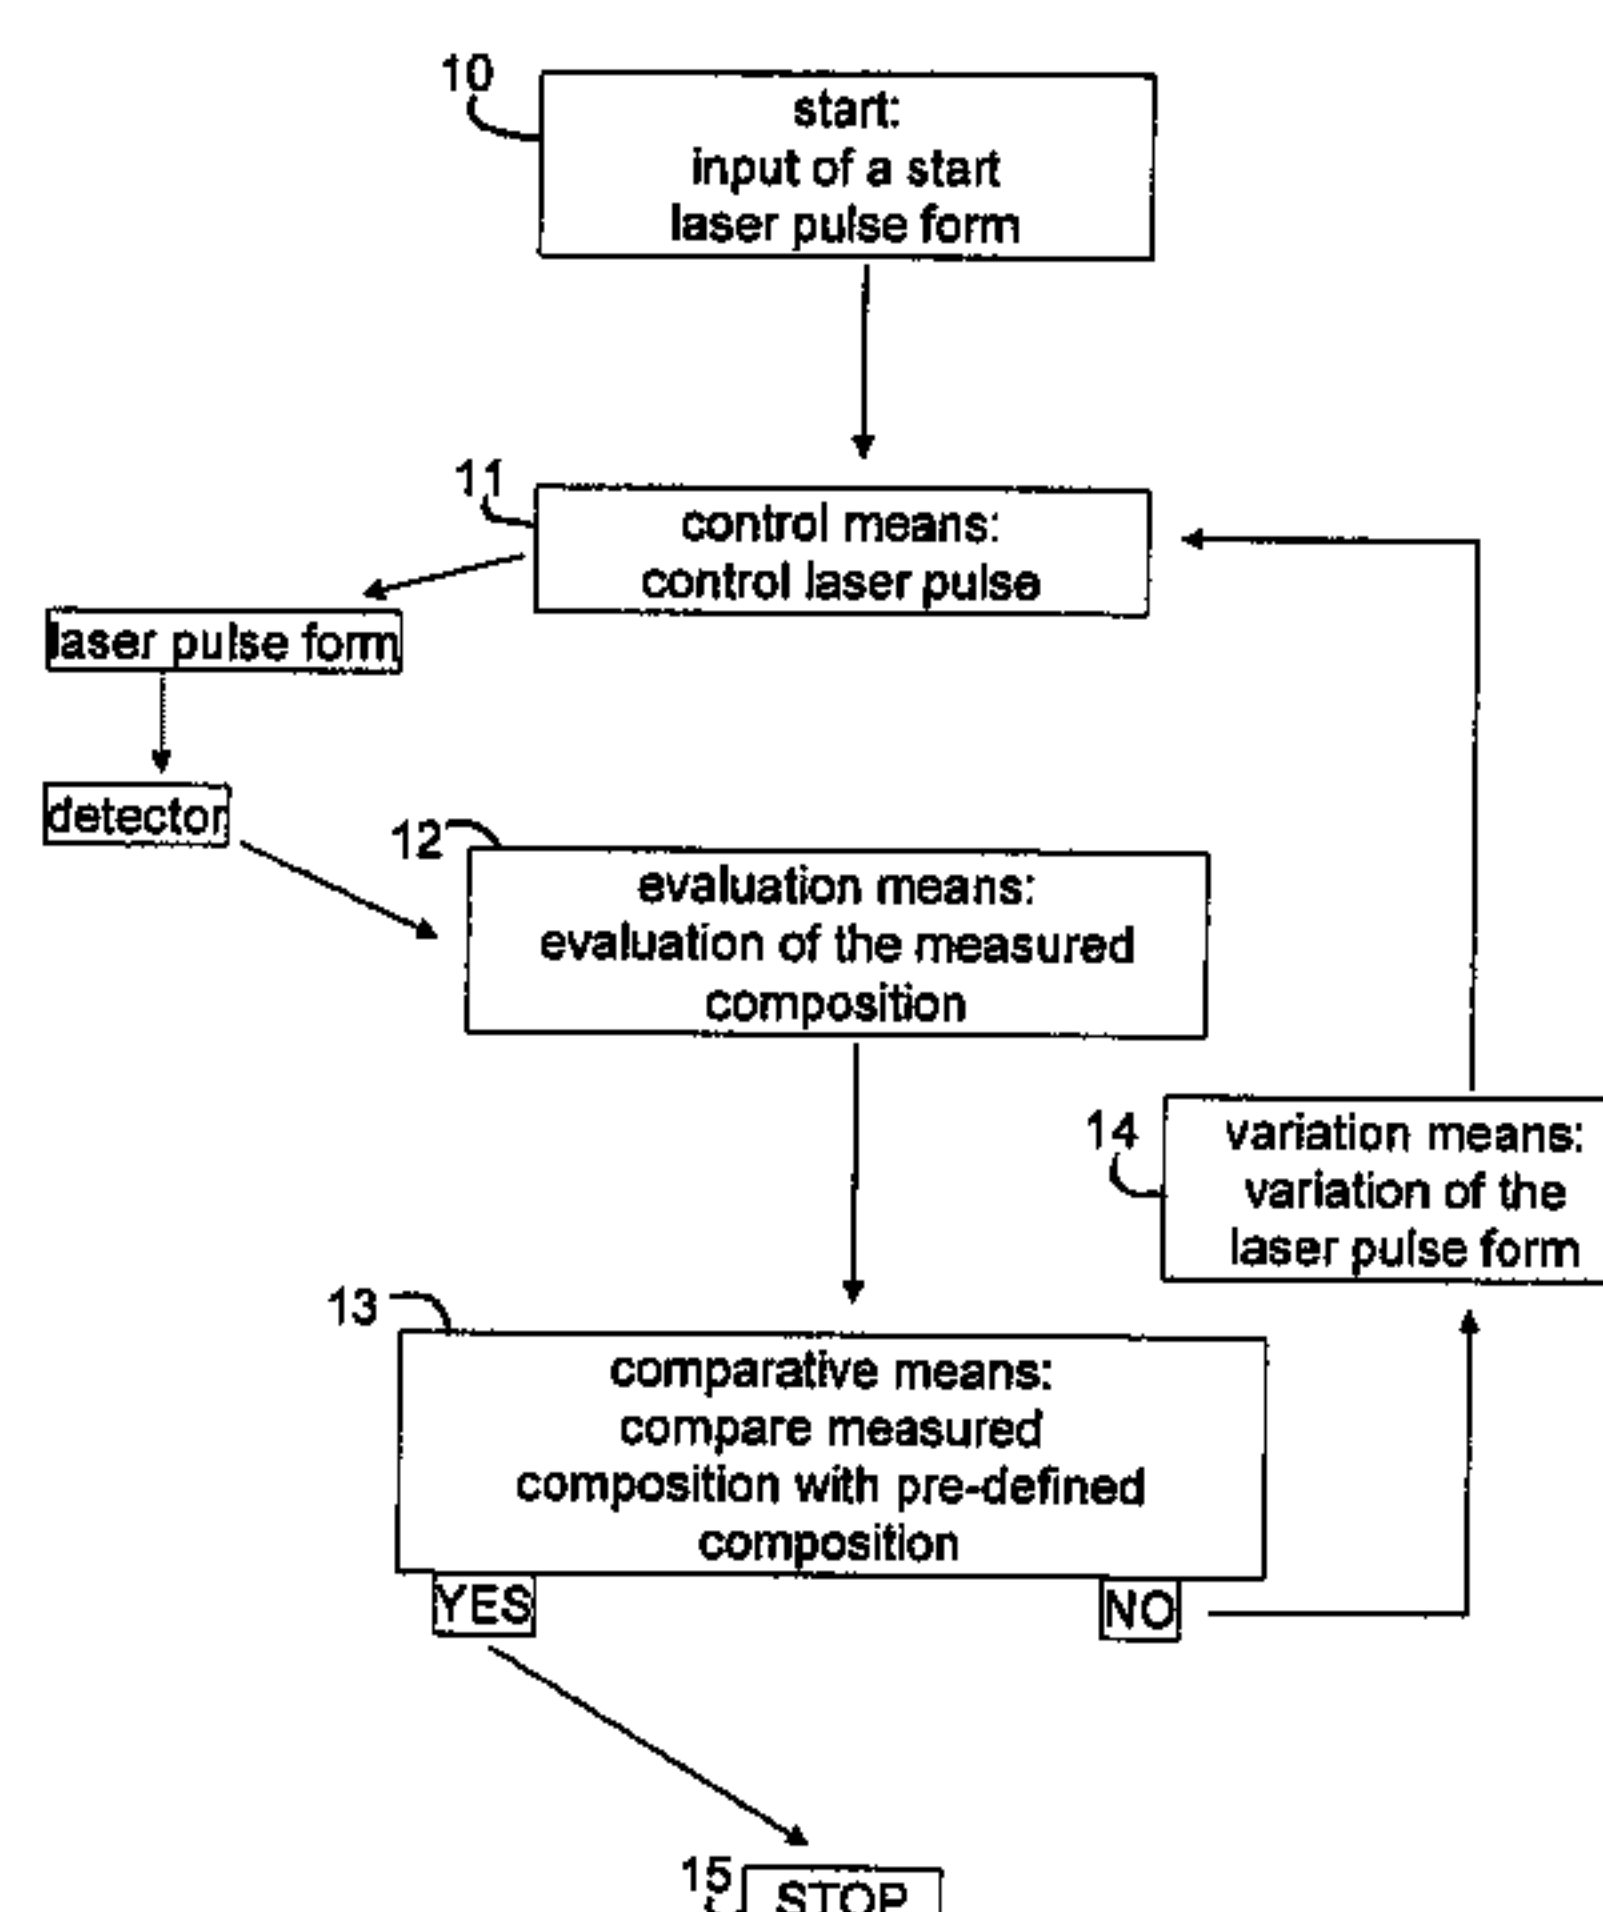 10
start:
input of a start
laser pulse form
11
control means:
control laser pulse
laser pulse form
detector
12
evaluation means:
evaluation of the measured
composition
14
variation means:
variation of the
laser pulse form
13
comparative means:
compare measured
composition with pre-defined
composition
YES
NO
15
STOP